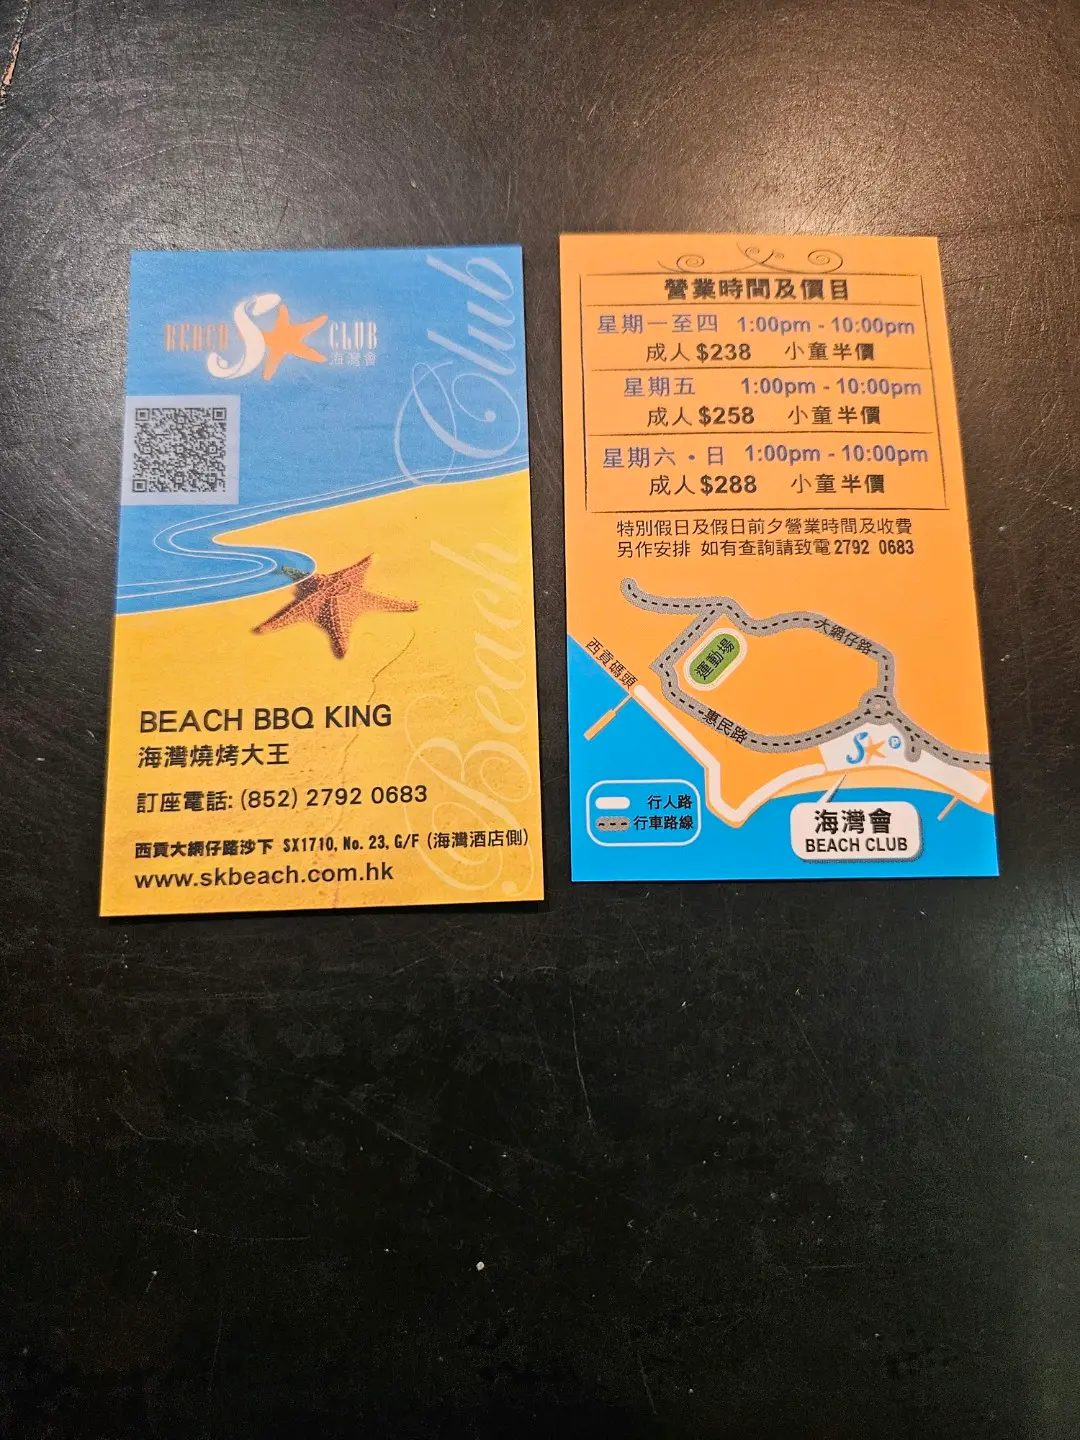 BEACH SK CLUB
海灣會
Beach Club
BEACH BBQ KING
海灣燒烤大王
訂座電話: (852) 2792 0683
西貢大網仔路沙下 SX1710, No. 23, G/F (海灣酒店側)
www.skbeach.com.hk
營業時間及價目
星期一至四 1:00pm - 10:00pm
成人 $238 小童半價
星期五 1:00pm - 10:00pm
成人 $258 小童半價
星期六・日 1:00pm - 10:00pm
成人 $288 小童半價
特別假日及假日前夕營業時間及收費
另作安排 如有查詢請致電 2792 0683
大網仔路
運動場
西貢碼頭
惠民路
SK P
行人路
行車路線
海灣會
BEACH CLUB